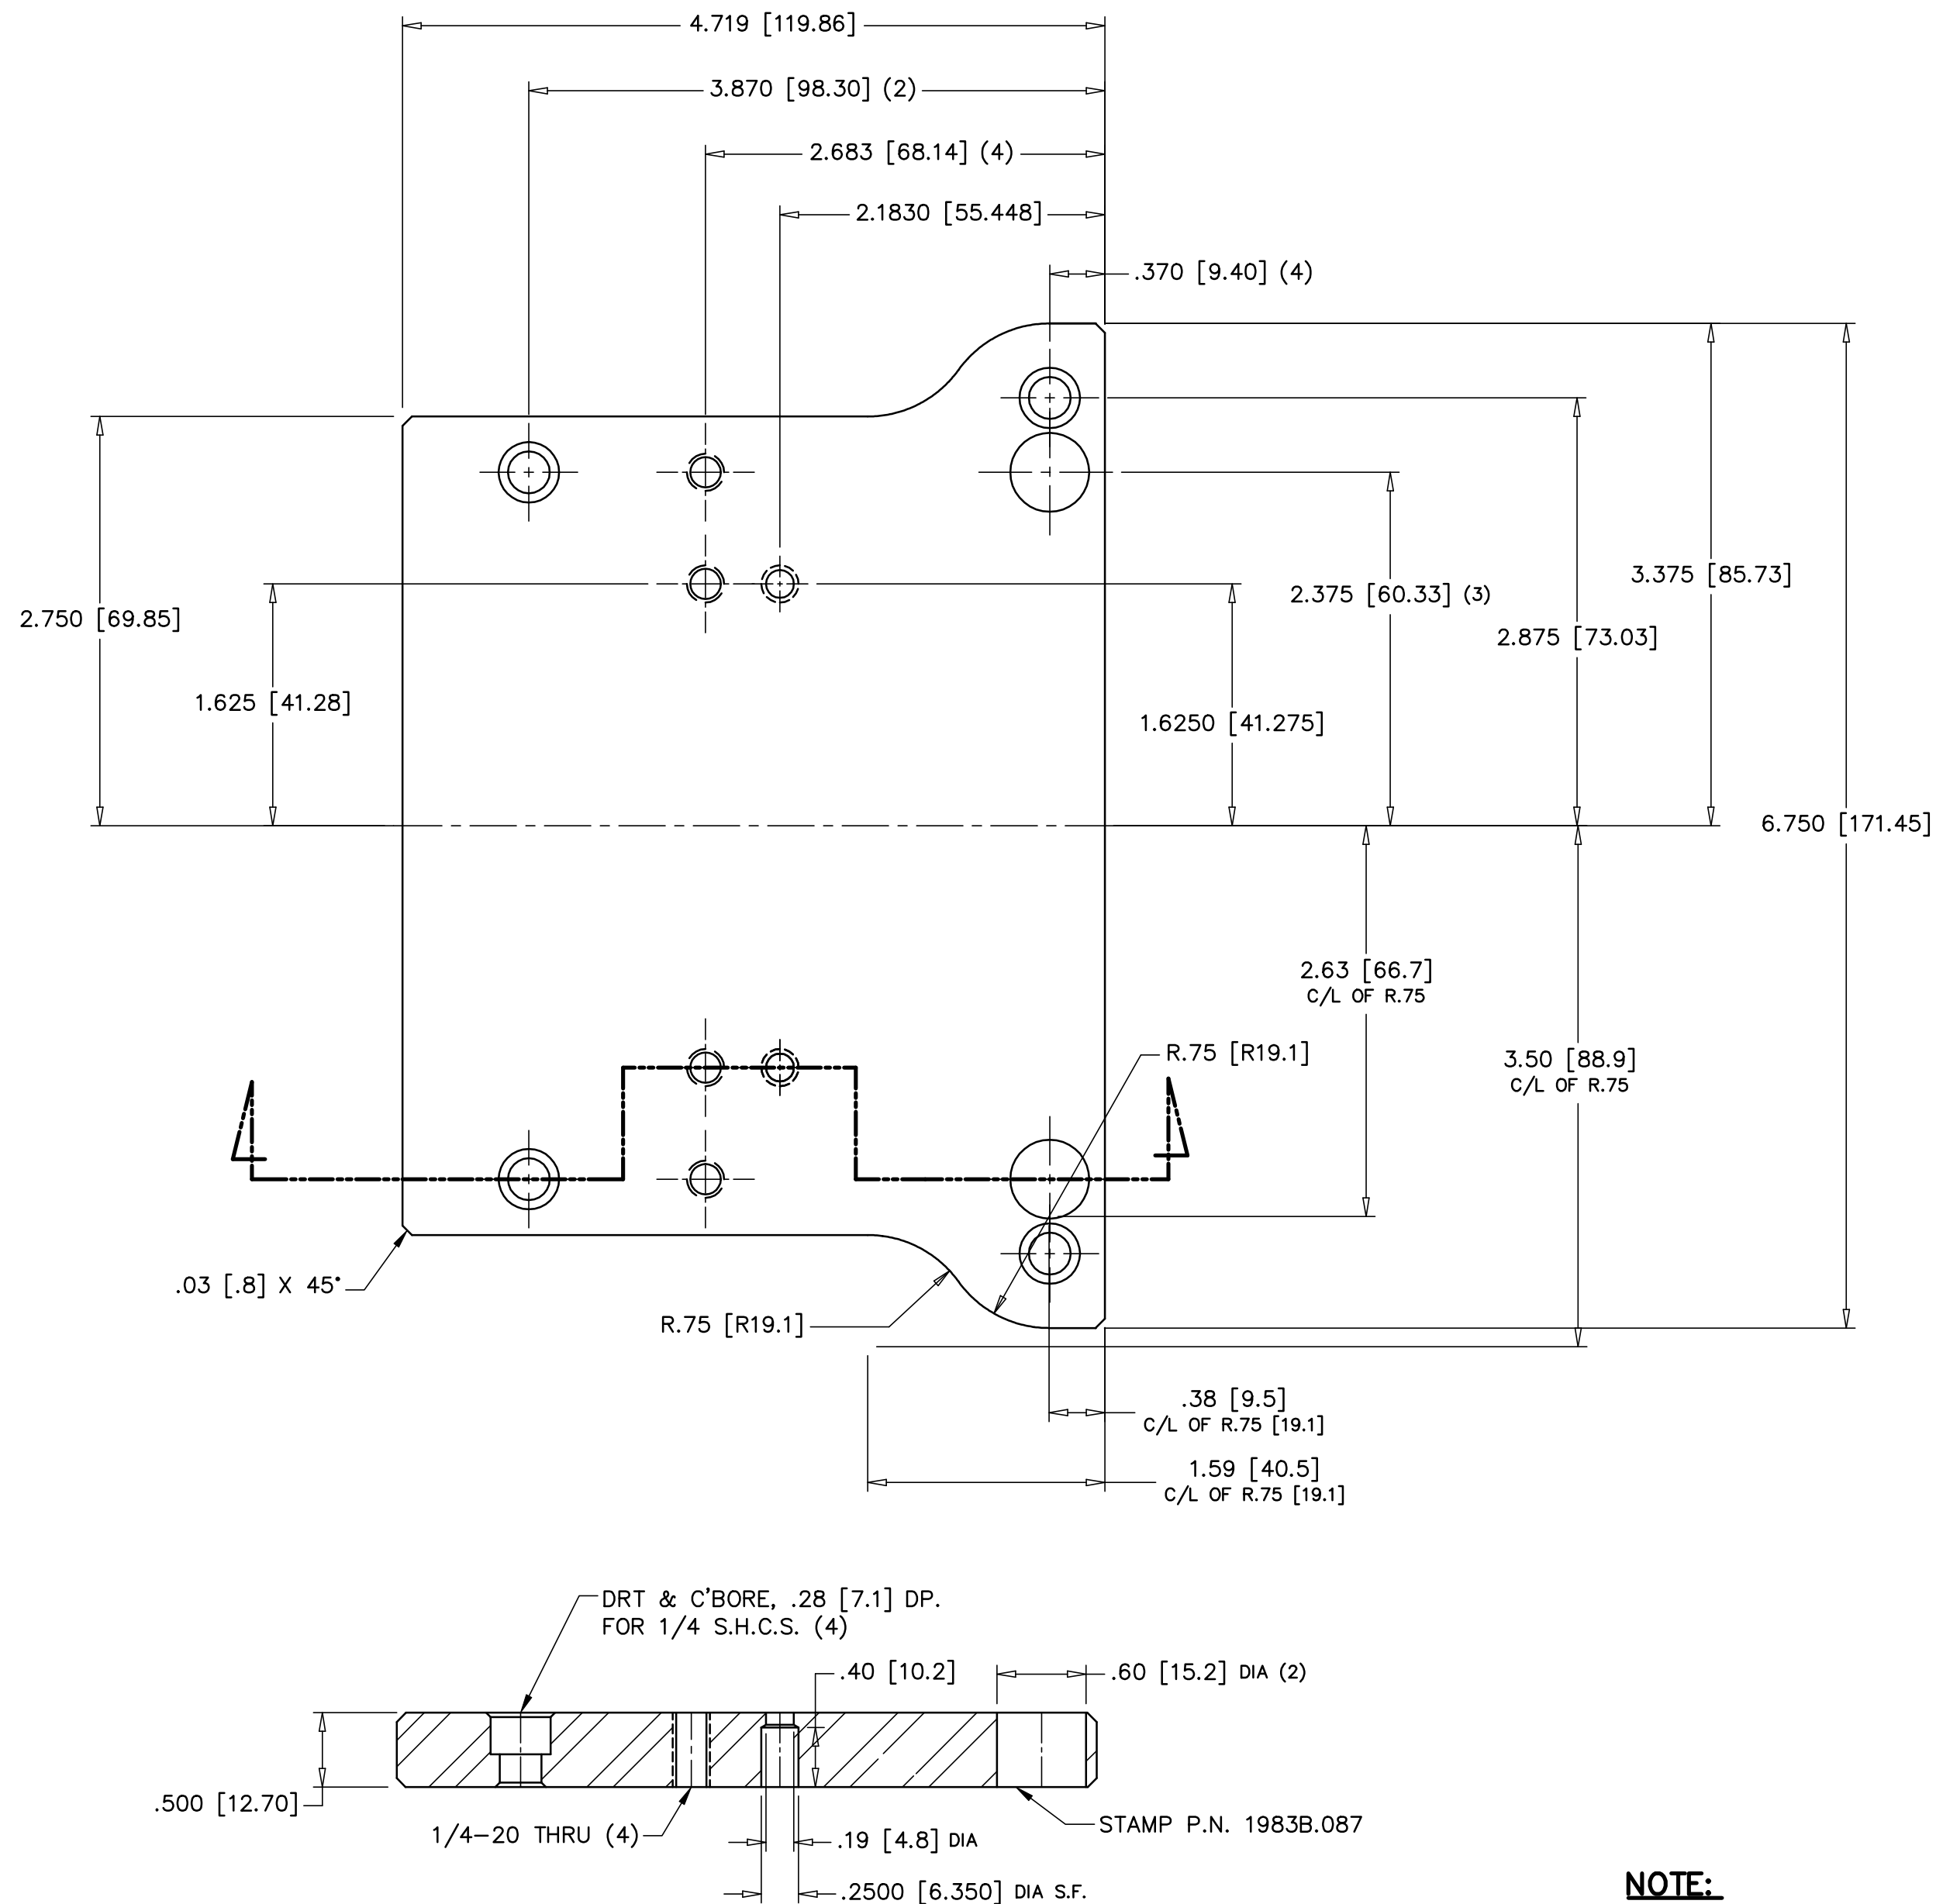 4.719 [119.86]
3.870 [98.30] (2)
2.683 [68.14] (4)
2.1830 [55.448]
.370 [9.40] (4)
3.375 [85.73]
2.375 [60.33] (3)
2.750 [69.85]
2.875 [73.03]
1.625 [41.28]
1.6250 [41.275]
6.750 [171.45]
2.63 [66.7]
C/L OF R.75
R.75 [R19.1]
3.50 [88.9]
C/L OF R.75
.03 [.8] X 45°
R.75 [R19.1]
.38 [9.5]
C/L OF R.75 [19.1]
1.59 [40.5]
C/L OF R.75 [19.1]
DRT & C'BORE, .28 [7.1] DP.
FOR 1/4 S.H.C.S. (4)
.40 [10.2]
.60 [15.2] DIA (2)
.500 [12.70]
1/4-20 THRU (4)
.19 [4.8] DIA
STAMP P.N. 1983B.087
.2500 [6.350] DIA S.F.
NOTE: